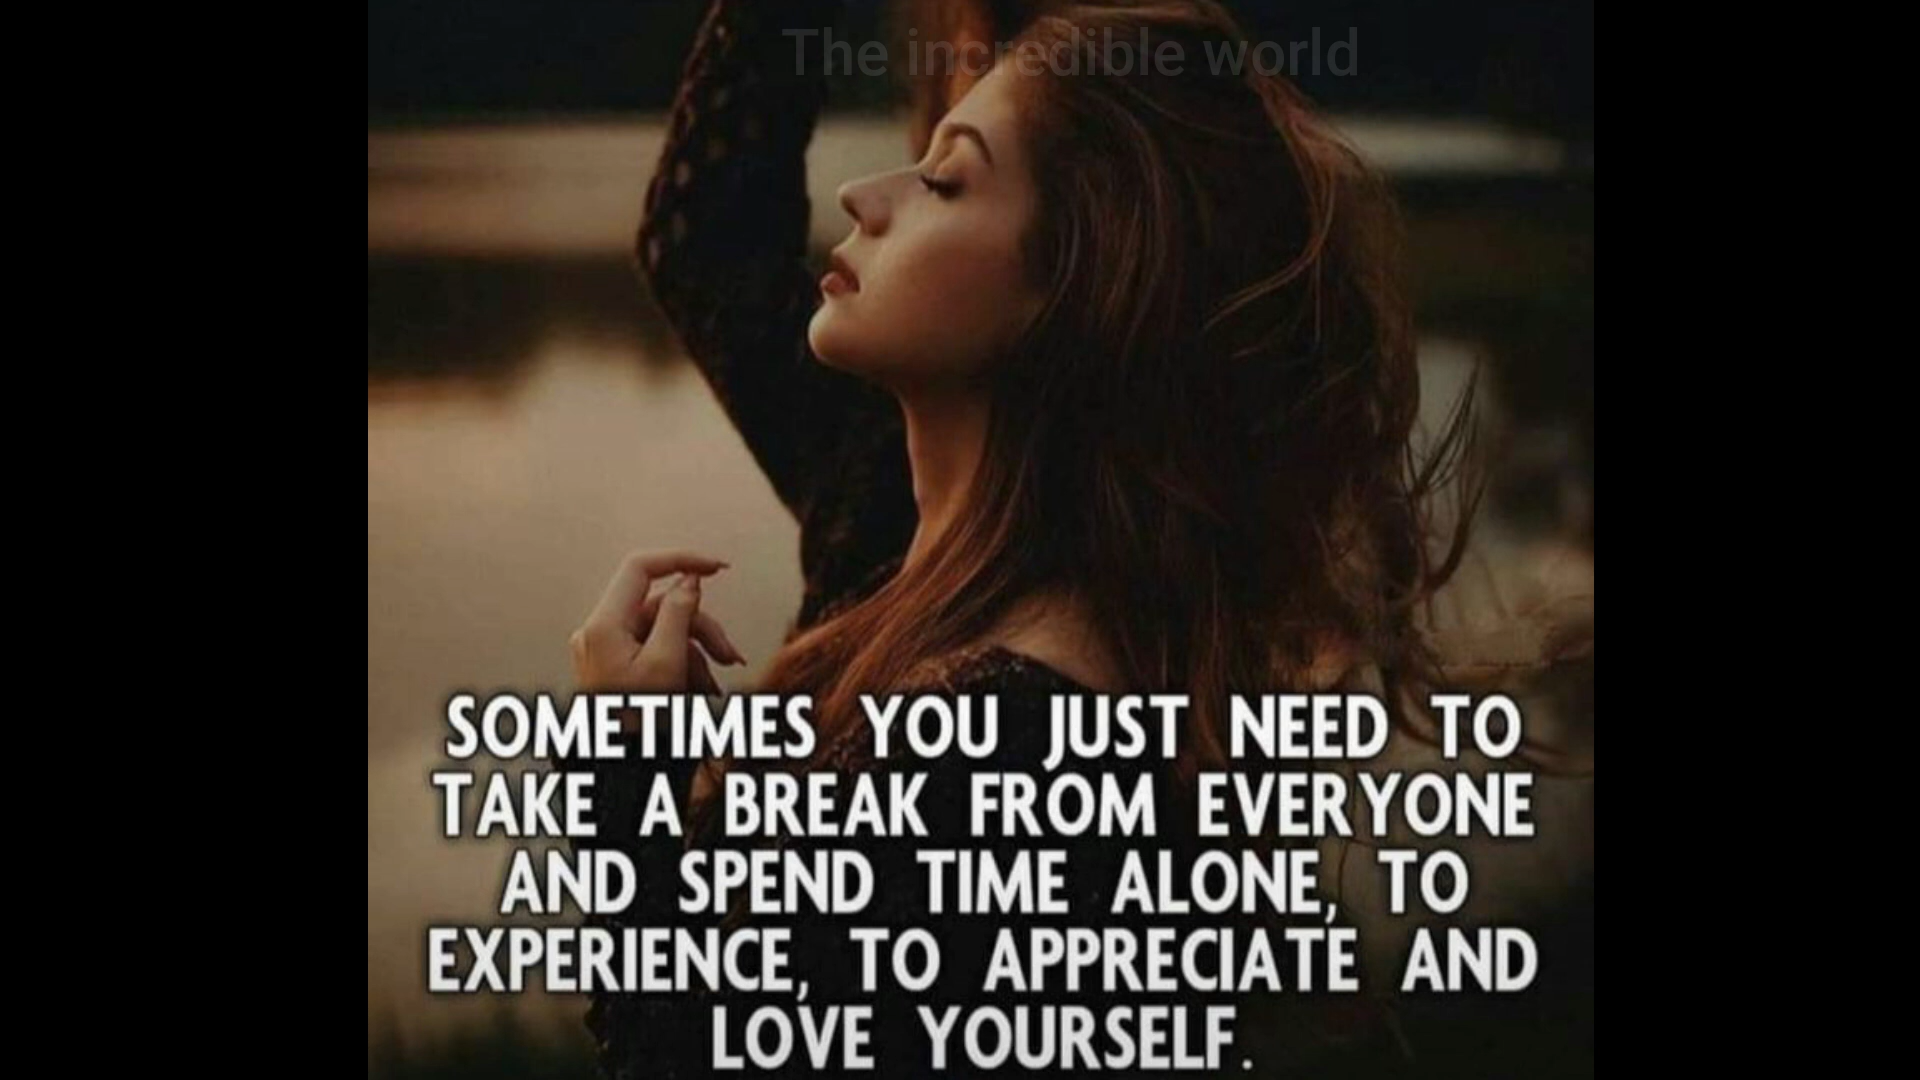 The incredible world
SOMETIMES YOU JUST NEED TO
TAKE A BREAK FROM EVERYONE
AND SPEND TIME ALONE, TO
EXPERIENCE, TO APPRECIATE AND
LOVE YOURSELF.